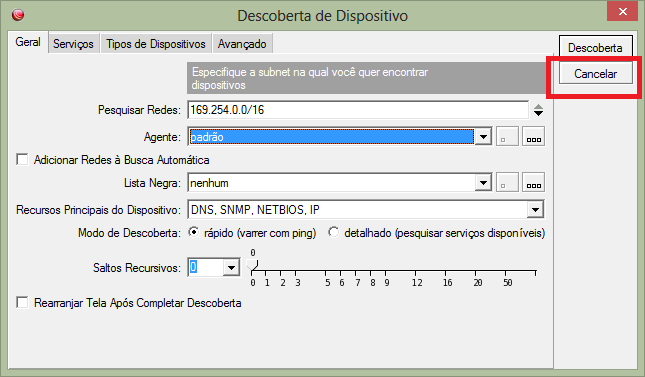 Descoberta de Dispositivo
Geral Serviços Tipos de Dispositivos Avançado
Descoberta
Cancelar
Especifique a subnet na qual você quer encontrar
dispositivos
Pesquisar Redes: 169.254.0.0/16
Agente: padrão
Adicionar Redes à Busca Automática
Lista Negra: nenhum
Recursos Principais do Dispositivo: DNS, SNMP, NETBIOS, IP
Modo de Descoberta: rápido (varrer com ping) detalhado (pesquisar serviços disponíveis)
0
Saltos Recursivos: 0
0 1 2 3 5 6 7 8 9 12 16 20 50
Rearranjar Tela Após Completar Descoberta